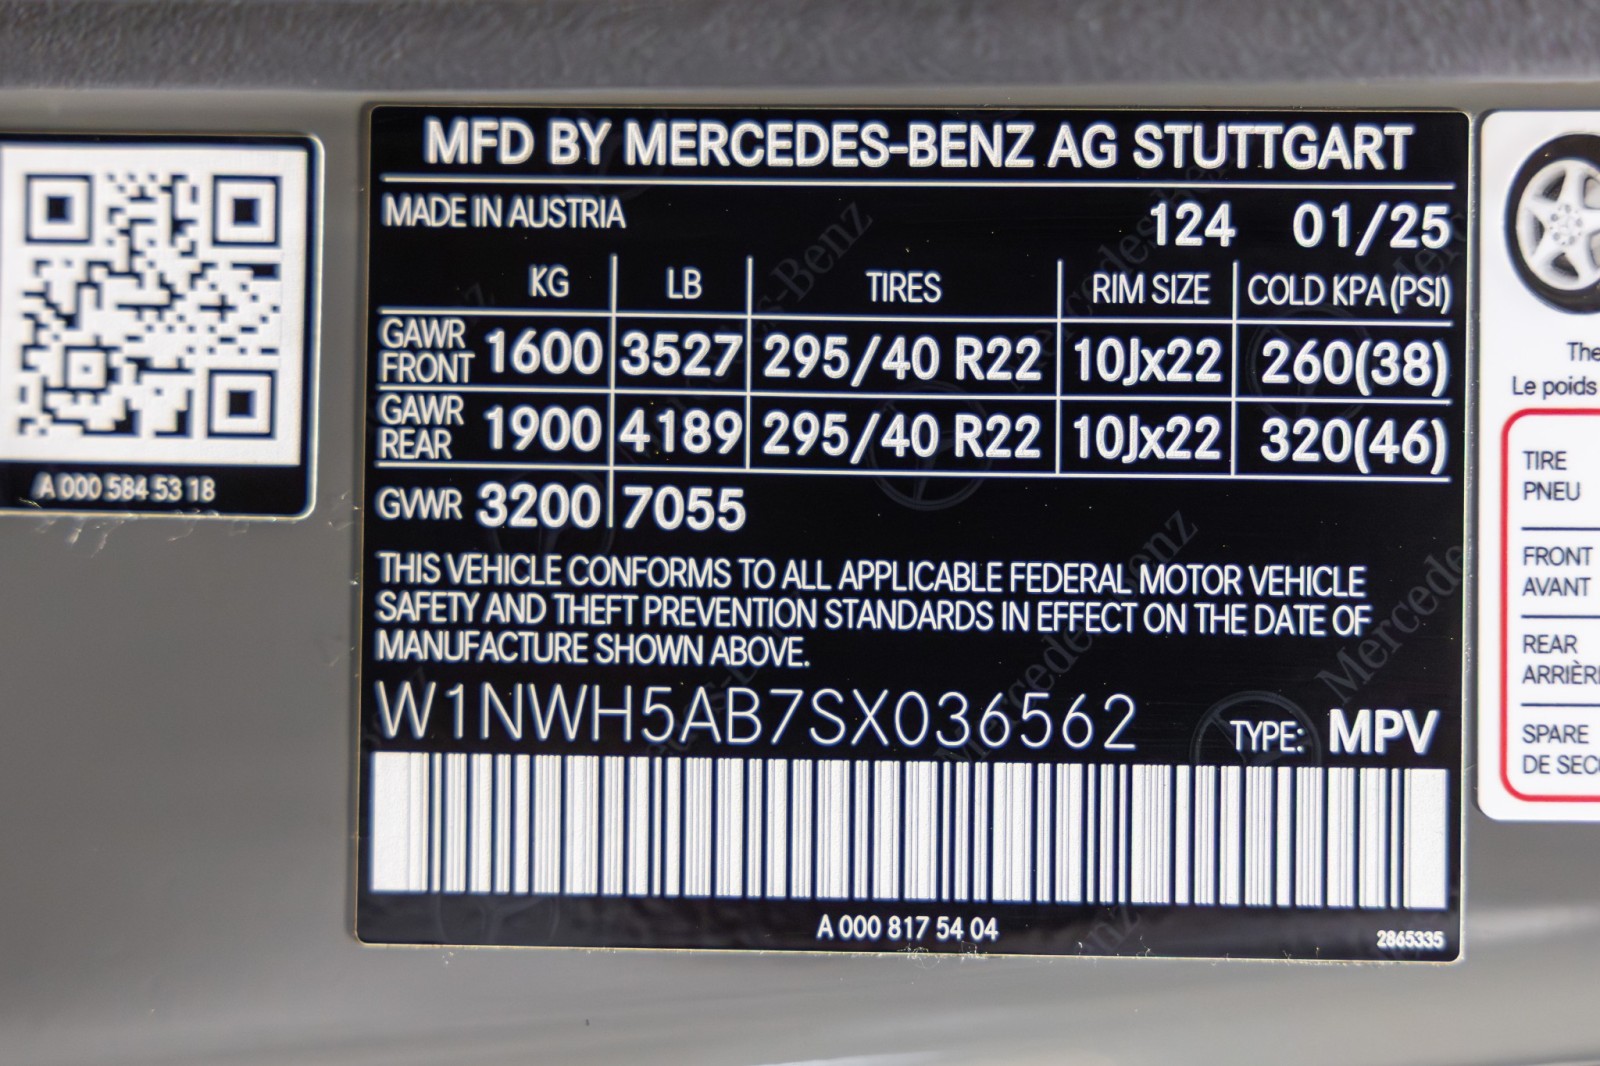 MFD BY MERCEDES-BENZ AG STUTTGART
MADE IN AUSTRIA 124 01/25
KG LB TIRES RIM SIZE COLD KPA (PSI)
GAWR FRONT 1600 3527 295/40 R22 10Jx22 260(38)
GAWR REAR 1900 4189 295/40 R22 10Jx22 320(46)
GVWR 3200 7055
THIS VEHICLE CONFORMS TO ALL APPLICABLE FEDERAL MOTOR VEHICLE
SAFETY AND THEFT PREVENTION STANDARDS IN EFFECT ON THE DATE OF
MANUFACTURE SHOWN ABOVE.
W1NWH5AB7SX036562 TYPE: MPV
A 000 817 54 04
2865335
A 000 584 53 18
The
Le poids
TIRE
PNEU
FRONT
AVANT
REAR
ARRIÈRE
SPARE
DE